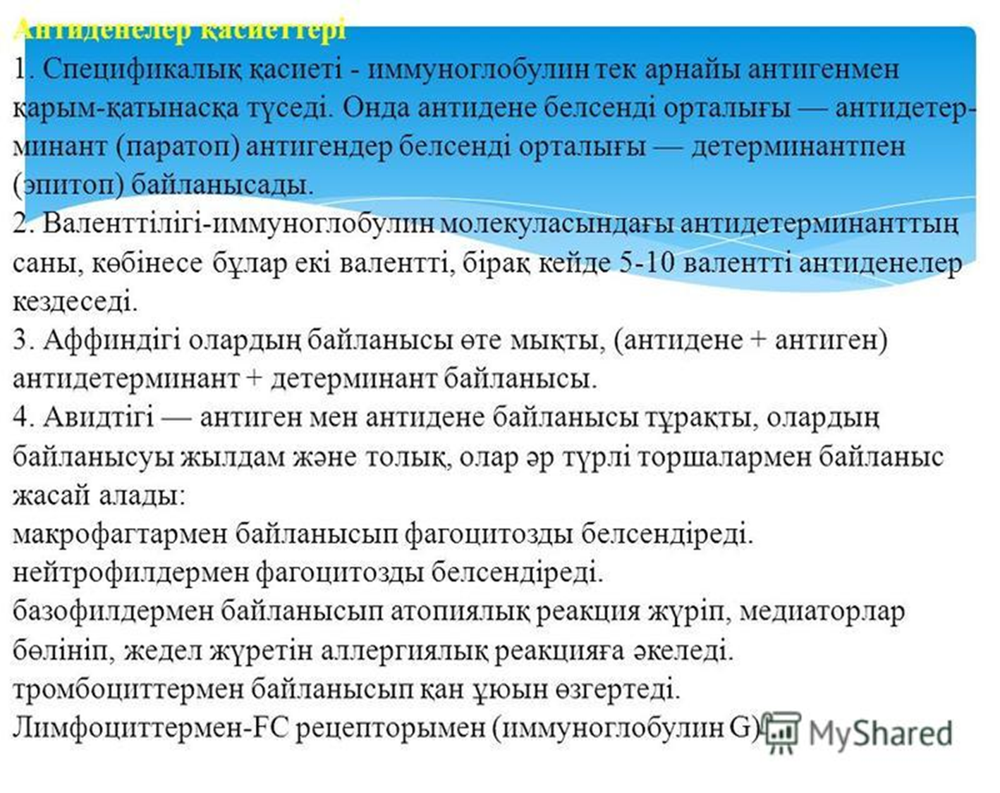 Антиденелер қасиеттері
1. Спецификалық қасиеті - иммуноглобулин тек арнайы антигенмен
қарым-қатынасқа түседі. Онда антидене белсенді орталығы — антидетер-
минант (паратоп) антигендер белсенді орталығы — детерминантпен
(эпитоп) байланысады.
2. Валенттілігі-иммуноглобулин молекуласындағы антидетерминанттың
саны, көбінесе бұлар екі валентті, бірақ кейде 5-10 валентті антиденелер
кездеседі.
3. Аффиндігі олардың байланысы өте мықты, (антидене + антиген)
антидетерминант + детерминант байланысы.
4. Авидтігі — антиген мен антидене байланысы тұрақты, олардың
байланысуы жылдам және толық, олар әр түрлі торшалармен байланыс
жасай алады:
макрофагтармен байланысып фагоцитозды белсендіреді.
нейтрофилдермен фагоцитозды белсендіреді.
базофилдермен байланысып атопиялық реакция жүріп, медиаторлар
бөлініп, жедел жүретін аллергиялық реакцияға әкеледі.
тромбоциттермен байланысып қан ұюын өзгертеді.
Лимфоциттермен-FC рецепторымен (иммуноглобулин G)
MyShared